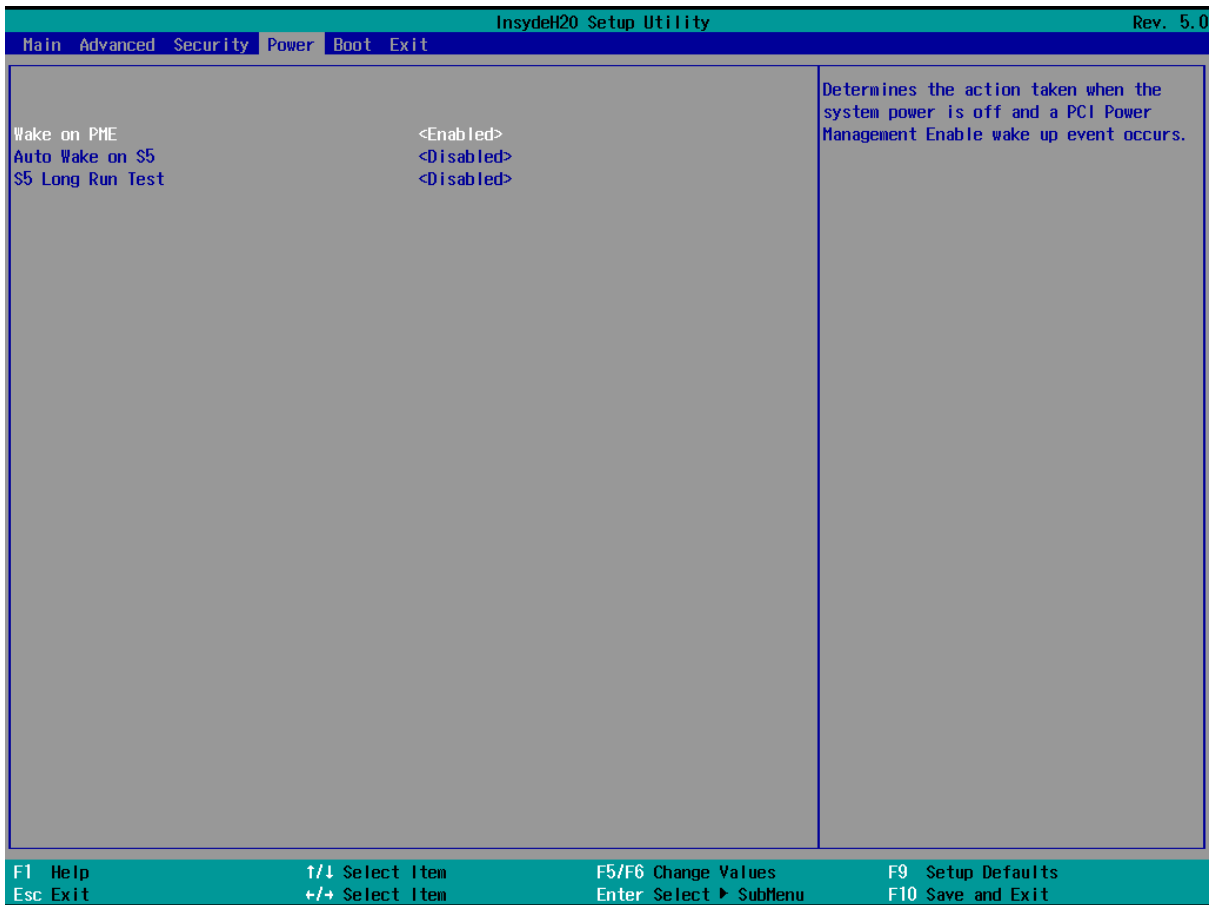 InsydeH20 Setup Utility Rev. 5.0
Main Advanced Security Power Boot Exit
Wake on PME <Enabled>
Auto Wake on S5 <Disabled>
S5 Long Run Test <Disabled>
Determines the action taken when the
system power is off and a PCI Power
Management Enable wake up event occurs.
F1 Help ↑/↓ Select Item F5/F6 Change Values F9 Setup Defaults
Esc Exit ←/→ Select Item Enter Select ▶ SubMenu F10 Save and Exit